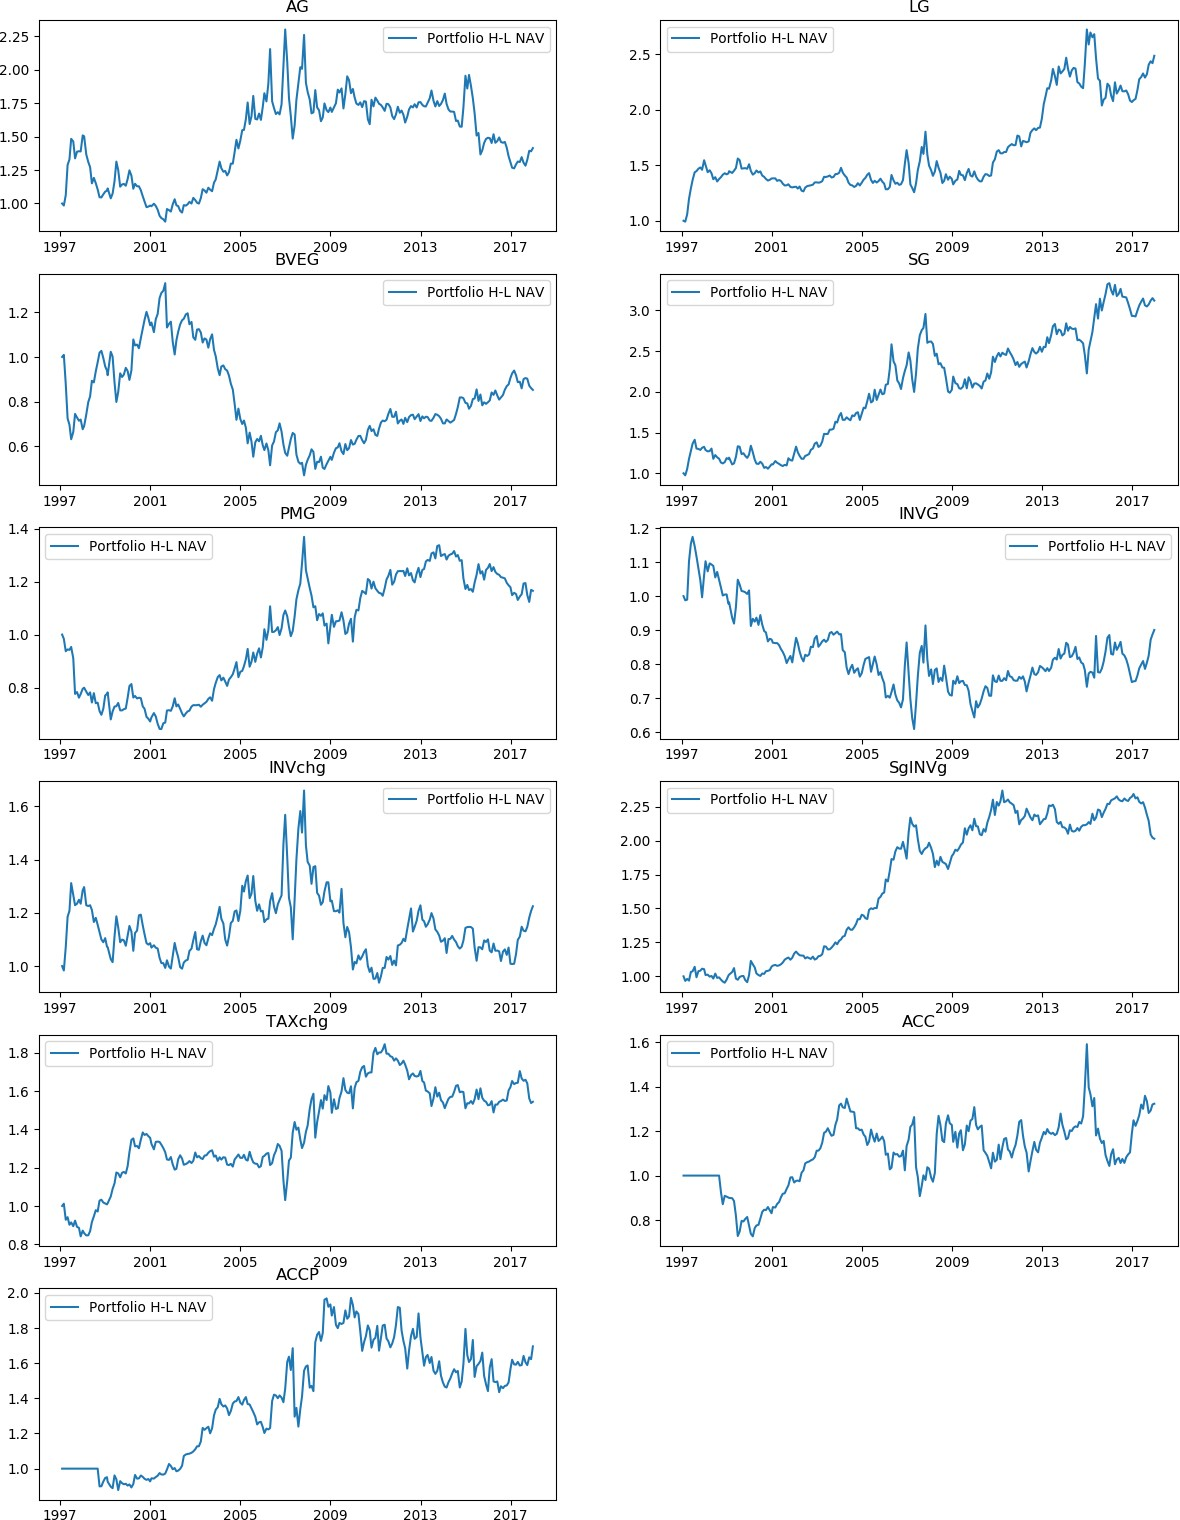 AG
Portfolio H-L NAV
2.25
2.00
1.75
1.50
1.25
1.00
1997 2001 2005 2009 2013 2017
LG
Portfolio H-L NAV
2.5
2.0
1.5
1.0
1997 2001 2005 2009 2013 2017
BVEG
Portfolio H-L NAV
1.2
1.0
0.8
0.6
1997 2001 2005 2009 2013 2017
SG
Portfolio H-L NAV
3.0
2.5
2.0
1.5
1.0
1997 2001 2005 2009 2013 2017
PMG
Portfolio H-L NAV
1.4
1.2
1.0
0.8
1997 2001 2005 2009 2013 2017
INVG
Portfolio H-L NAV
1.2
1.1
1.0
0.9
0.8
0.7
0.6
1997 2001 2005 2009 2013 2017
INVchg
Portfolio H-L NAV
1.6
1.4
1.2
1.0
1997 2001 2005 2009 2013 2017
SgINVg
Portfolio H-L NAV
2.25
2.00
1.75
1.50
1.25
1.00
1997 2001 2005 2009 2013 2017
TAXchg
Portfolio H-L NAV
1.8
1.6
1.4
1.2
1.0
0.8
1997 2001 2005 2009 2013 2017
ACC
Portfolio H-L NAV
1.6
1.4
1.2
1.0
0.8
1997 2001 2005 2009 2013 2017
ACCP
Portfolio H-L NAV
2.0
1.8
1.6
1.4
1.2
1.0
1997 2001 2005 2009 2013 2017